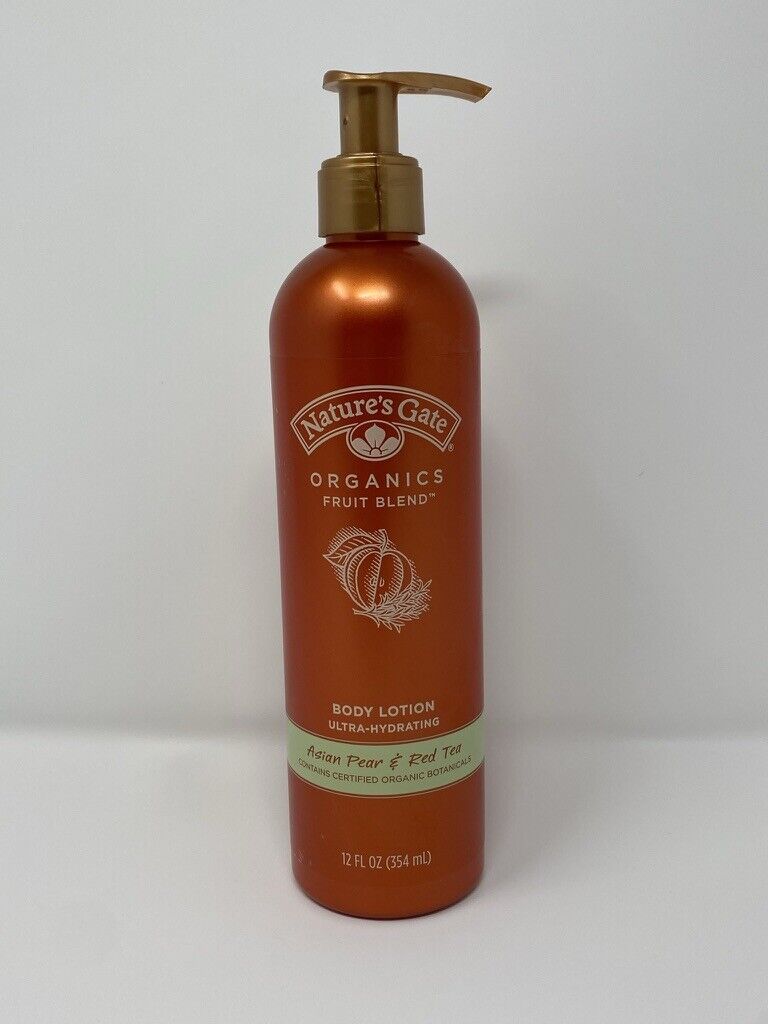 Nature's Gate®
ORGANICS
FRUIT BLEND™
BODY LOTION
ULTRA-HYDRATING
Asian Pear & Red Tea
CONTAINS CERTIFIED ORGANIC BOTANICALS
12 FL OZ (354 mL)